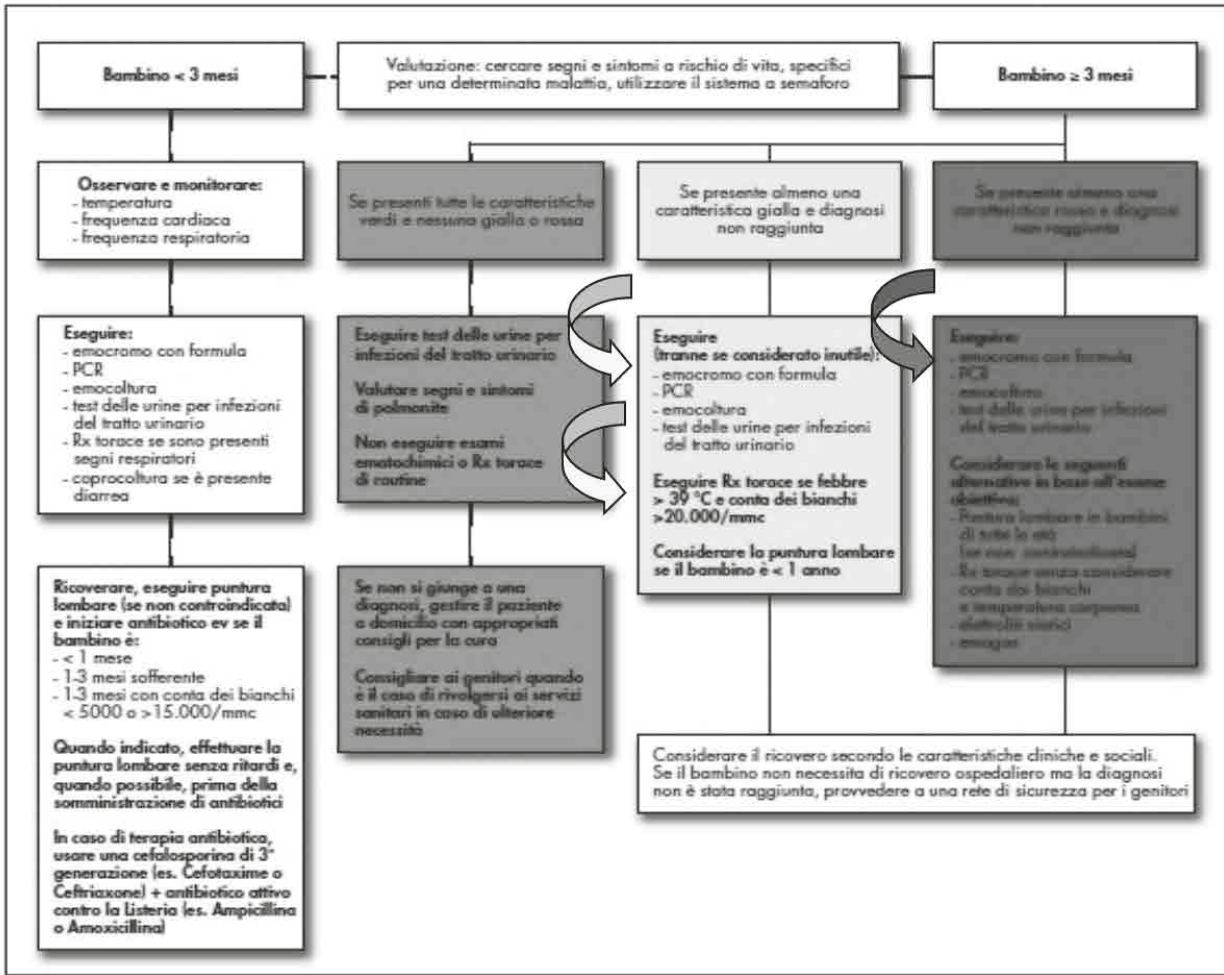 Bambino < 3 mesi
Valutazione: cercare segni e sintomi a rischio di vita, specifici
per una determinata malattia, utilizzare il sistema a semaforo
Bambino ≥ 3 mesi
Osservare e monitorare:
- temperatura
- frequenza cardiaca
- frequenza respiratoria
Se presenti tutte le caratteristiche
verdi e nessuna gialla o rossa
Se presente almeno una
caratteristica gialla e diagnosi
non raggiunta
Se presente almeno una
caratteristica rossa e diagnosi
non raggiunta
Eseguire:
- emocromo con formula
- PCR
- emocoltura
- test delle urine per infezioni
del tratto urinario
- Rx torace se sono presenti
segni respiratori
- coprocoltura se è presente
diarrea
Eseguire test delle urine per
infezioni del tratto urinario
Valutare segni e sintomi
di polmonite
Non eseguire esami
ematochimici o Rx torace
di routine
Eseguire
(tranne se considerato inutile):
- emocromo con formula
- PCR
- emocoltura
- test delle urine per infezioni
del tratto urinario
Eseguire Rx torace se febbre
> 39 °C e conta dei bianchi
>20.000/mmc
Considerare la puntura lombare
se il bambino è < 1 anno
Eseguire:
- emocromo con formula
- PCR
- emocoltura
- test delle urine per infezioni
del tratto urinario
Considerare le seguenti
alternative in base all'esame
obiettivo:
- Puntura lombare in bambini
di tutte le età
(se non controindicata)
- Rx torace senza considerare
conta dei bianchi
e temperatura corporea
- elettroliti sierici
- emogas
Ricoverare, eseguire puntura
lombare (se non controindicata)
e iniziare antibiotico ev se il
bambino è:
- < 1 mese
- 1-3 mesi sofferente
- 1-3 mesi con conta dei bianchi
< 5000 o >15.000/mmc
Quando indicato, effettuare la
puntura lombare senza ritardi e,
quando possibile, prima della
somministrazione di antibiotici
In caso di terapia antibiotica,
usare una cefalosporina di 3°
generazione (es. Cefotaxime o
Ceftriaxone) + antibiotico attivo
contro la Listeria (es. Ampicillina
o Amoxicillina)
Se non si giunge a una
diagnosi, gestire il paziente
a domicilio con appropriati
consigli per la cura
Consigliare ai genitori quando
è il caso di rivolgersi ai servizi
sanitari in caso di ulteriore
necessità
Considerare il ricovero secondo le caratteristiche cliniche e sociali.
Se il bambino non necessita di ricovero ospedaliero ma la diagnosi
non è stata raggiunta, provvedere a una rete di sicurezza per i genitori